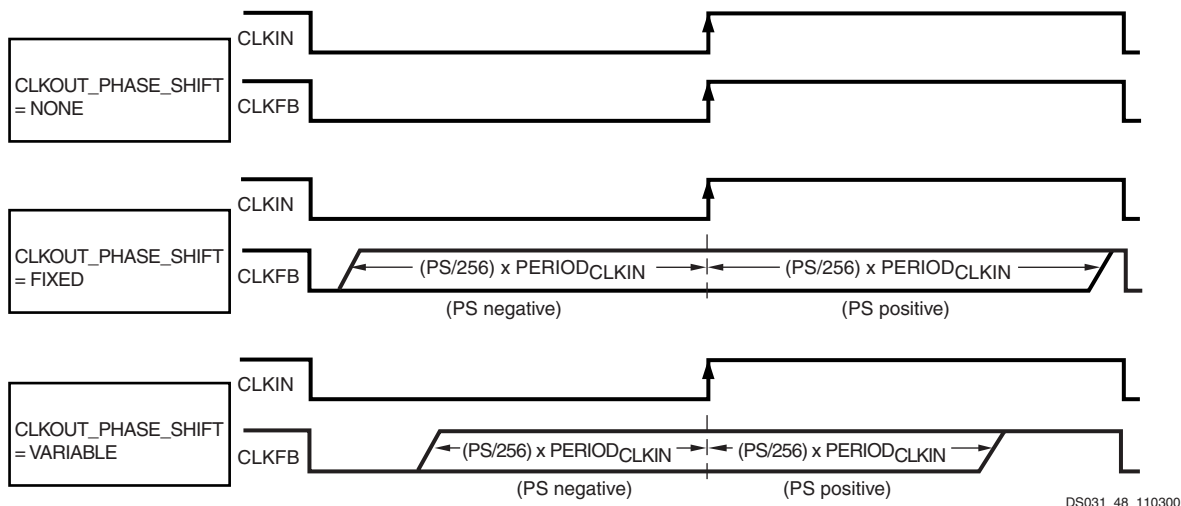 CLKIN
CLKOUT_PHASE_SHIFT
= NONE
CLKFB
CLKIN
CLKOUT_PHASE_SHIFT
= FIXED
CLKFB
(PS/256) x PERIODCLKIN
(PS/256) x PERIODCLKIN
(PS negative)
(PS positive)
CLKIN
CLKOUT_PHASE_SHIFT
= VARIABLE
CLKFB
(PS/256) x PERIODCLKIN
(PS/256) x PERIODCLKIN
(PS negative)
(PS positive)
DS031_48_110300